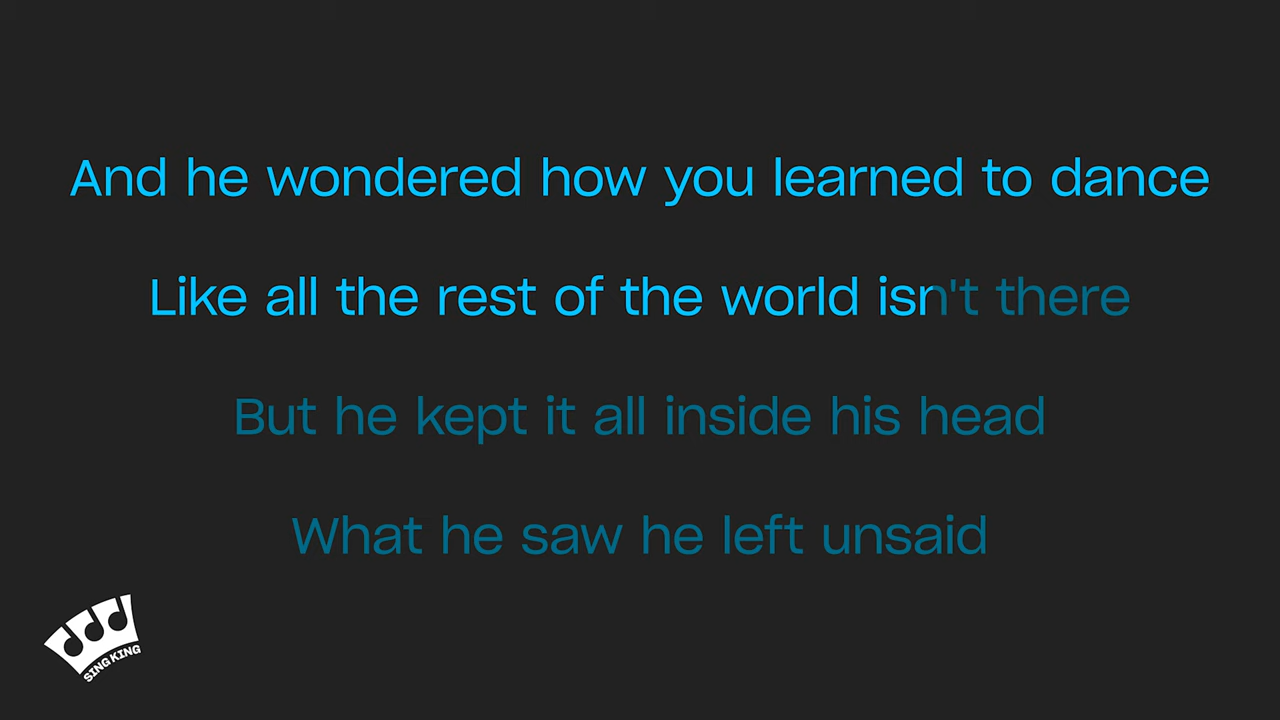 And he wondered how you learned to dance
Like all the rest of the world isn't there
But he kept it all inside his head
What he saw he left unsaid
SING KING